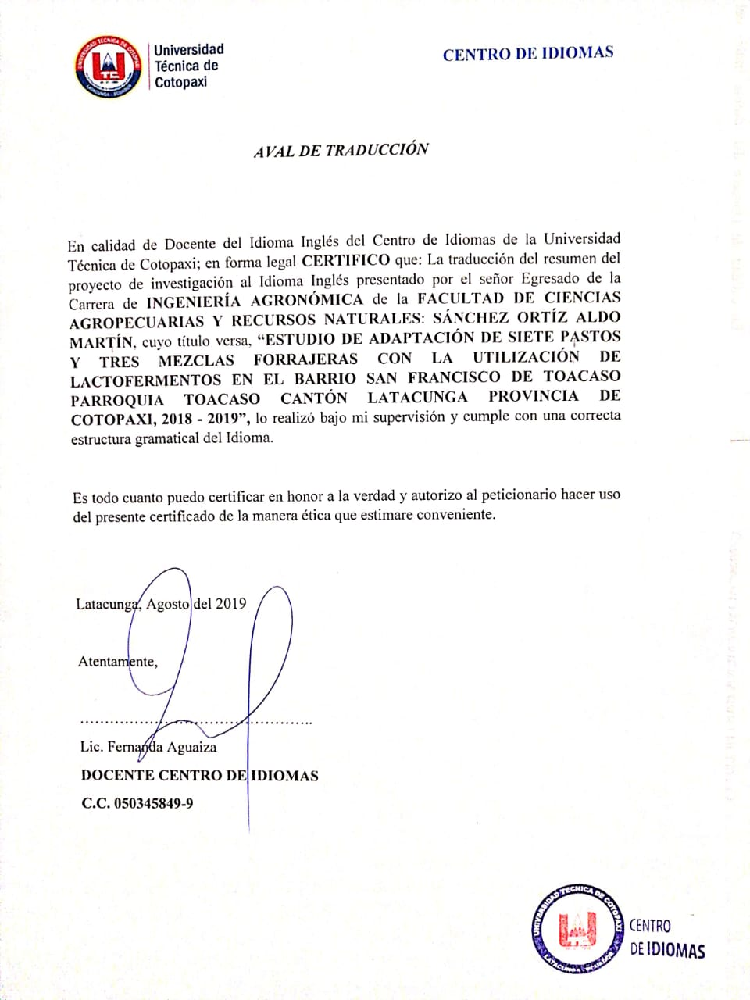 Universidad
Técnica de
Cotopaxi
CENTRO DE IDIOMAS
AVAL DE TRADUCCIÓN
En calidad de Docente del Idioma Inglés del Centro de Idiomas de la Universidad
Técnica de Cotopaxi; en forma legal CERTIFICO que: La traducción del resumen del
proyecto de investigación al Idioma Inglés presentado por el señor Egresado de la
Carrera de INGENIERÍA AGRONÓMICA de la FACULTAD DE CIENCIAS
AGROPECUARIAS Y RECURSOS NATURALES: SÁNCHEZ ORTÍZ ALDO
MARTÍN, cuyo título versa, “ESTUDIO DE ADAPTACIÓN DE SIETE PASTOS
Y TRES MEZCLAS FORRAJERAS CON LA UTILIZACIÓN DE
LACTOFERMENTOS EN EL BARRIO SAN FRANCISCO DE TOACASO
PARROQUIA TOACASO CANTÓN LATACUNGA PROVINCIA DE
COTOPAXI, 2018 - 2019”, lo realizó bajo mi supervisión y cumple con una correcta
estructura gramatical del Idioma.
Es todo cuanto puedo certificar en honor a la verdad y autorizo al peticionario hacer uso
del presente certificado de la manera ética que estimare conveniente.
Latacunga, Agosto del 2019
Atentamente,
Lic. Fernanda Aguaiza
DOCENTE CENTRO DE IDIOMAS
C.C. 050345849-9
UNIVERSIDAD TECNICA DE COTOPAXI
LATACUNGA - ECUADOR
CENTRO
DE IDIOMAS